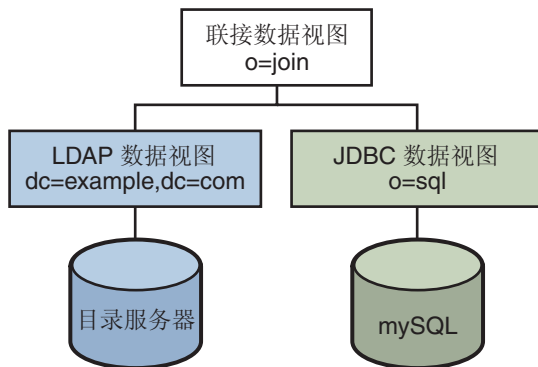 联接数据视图
o=join
LDAP 数据视图
dc=example,dc=com
JDBC 数据视图
o=sql
目录服务器
mySQL